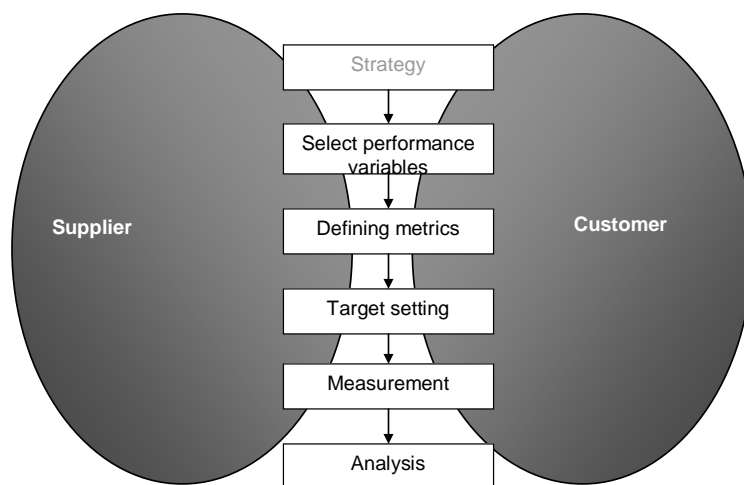 Strategy
Select performance
variables
Supplier
Customer
Defining metrics
Target setting
Measurement
Analysis